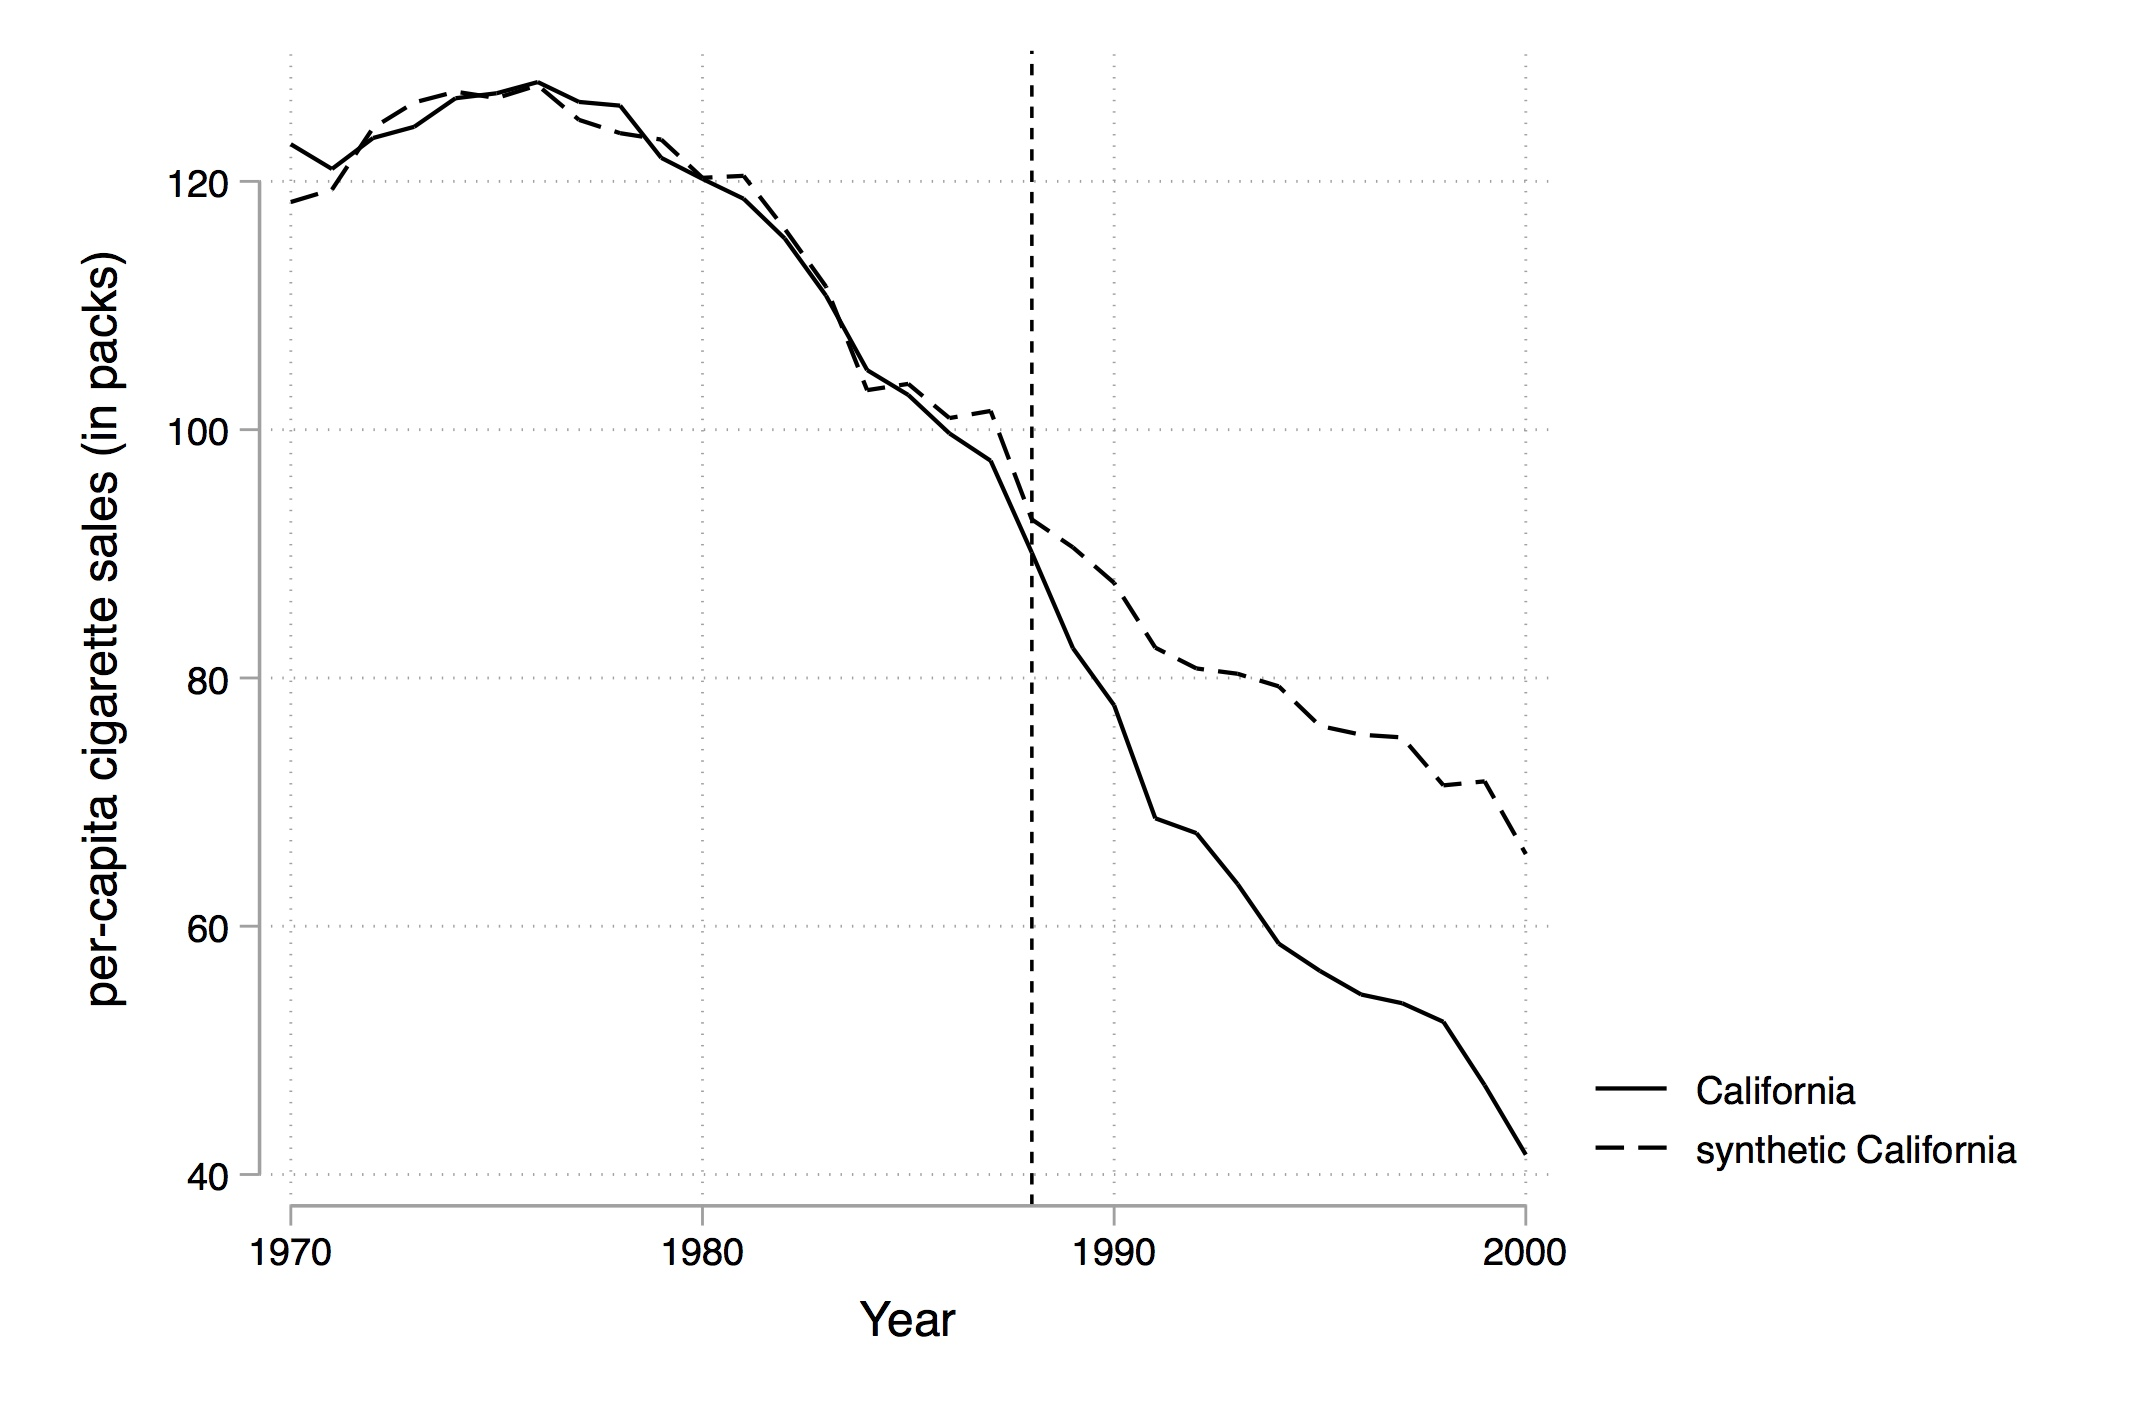 120
100
80
60
40
per-capita cigarette sales (in packs)
1970
1980
1990
2000
Year
California
synthetic California